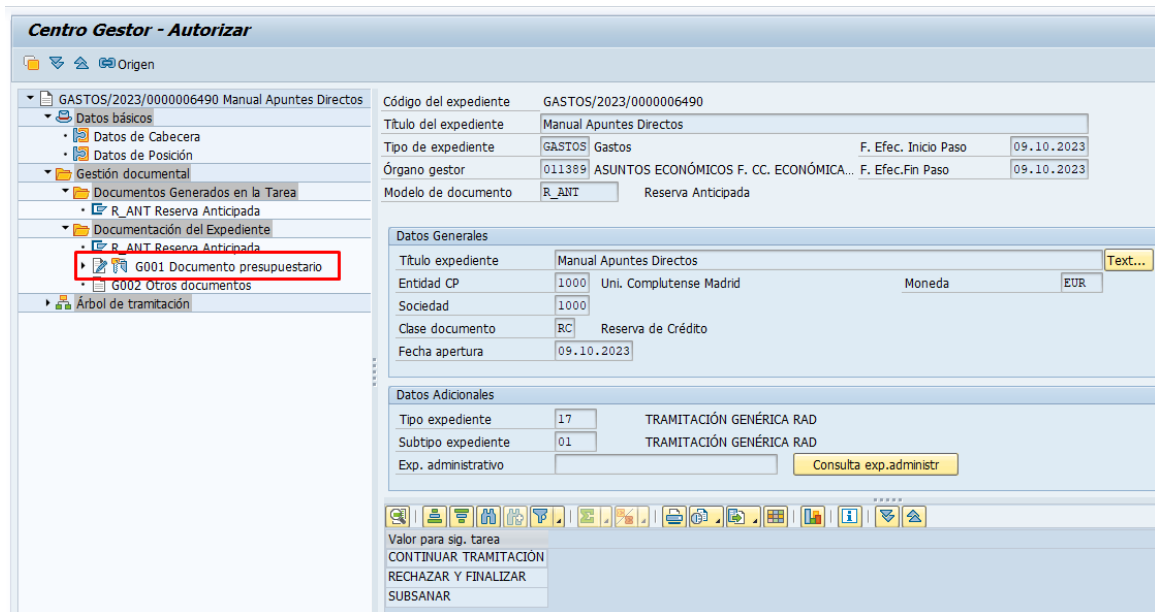 Centro Gestor - Autorizar
Origen
GASTOS/2023/0000006490 Manual Apuntes Directos
Datos básicos
Datos de Cabecera
Datos de Posición
Gestión documental
Documentos Generados en la Tarea
R_ANT Reserva Anticipada
Documentación del Expediente
R_ANT Reserva Anticipada
G001 Documento presupuestario
G002 Otros documentos
Árbol de tramitación
Código del expediente GASTOS/2023/0000006490
Título del expediente Manual Apuntes Directos
Tipo de expediente GASTOS Gastos F. Efec. Inicio Paso 09.10.2023
Órgano gestor 011389 ASUNTOS ECONÓMICOS F. CC. ECONÓMICA... F. Efec.Fin Paso 09.10.2023
Modelo de documento R_ANT Reserva Anticipada
Datos Generales
Título expediente Manual Apuntes Directos Text...
Entidad CP 1000 Uni. Complutense Madrid Moneda EUR
Sociedad 1000
Clase documento RC Reserva de Crédito
Fecha apertura 09.10.2023
Datos Adicionales
Tipo expediente 17 TRAMITACIÓN GENÉRICA RAD
Subtipo expediente 01 TRAMITACIÓN GENÉRICA RAD
Exp. administrativo Consulta exp.administr
Valor para sig. tarea
CONTINUAR TRAMITACIÓN
RECHAZAR Y FINALIZAR
SUBSANAR